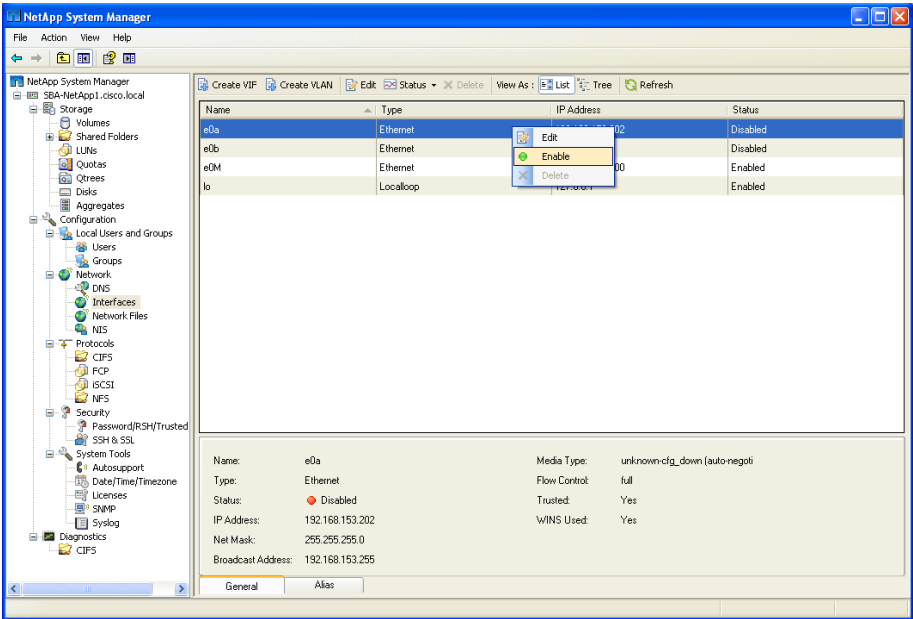 NetApp System Manager
File Action View Help
NetApp System Manager
SBA-NetApp1.cisco.local
Storage
Volumes
Shared Folders
LUNs
Quotas
Qtrees
Disks
Aggregates
Configuration
Local Users and Groups
Users
Groups
Network
DNS
Interfaces
Network Files
NIS
Protocols
CIFS
FCP
iSCSI
NFS
Security
Password/RSH/Trusted
SSH & SSL
System Tools
Autosupport
Date/Time/Timezone
Licenses
SNMP
Syslog
Diagnostics
CIFS
Create VIF Create VLAN Edit Status Delete View As : List Tree Refresh
Name Type IP Address Status
e0a Ethernet 02 Disabled
e0b Ethernet Disabled
e0M Ethernet 00 Enabled
lo Localloop Enabled
Edit
Enable
Delete
Name: e0a Media Type: unknown-cfg_down (auto-negoti
Type: Ethernet Flow Control: full
Status: Disabled Trusted: Yes
IP Address: 192.168.153.202 WINS Used: Yes
Net Mask: 255.255.255.0
Broadcast Address: 192.168.153.255
General Alias